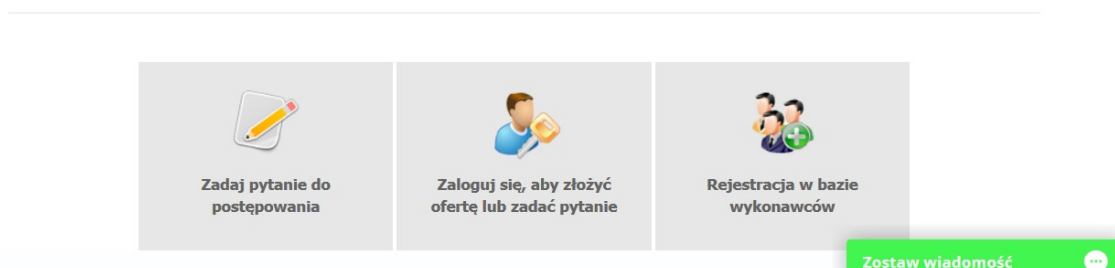 Zadaj pytanie do
postępowania
Zaloguj się, aby złożyć
ofertę lub zadać pytanie
Rejestracja w bazie
wykonawców
Zostaw wiadomość